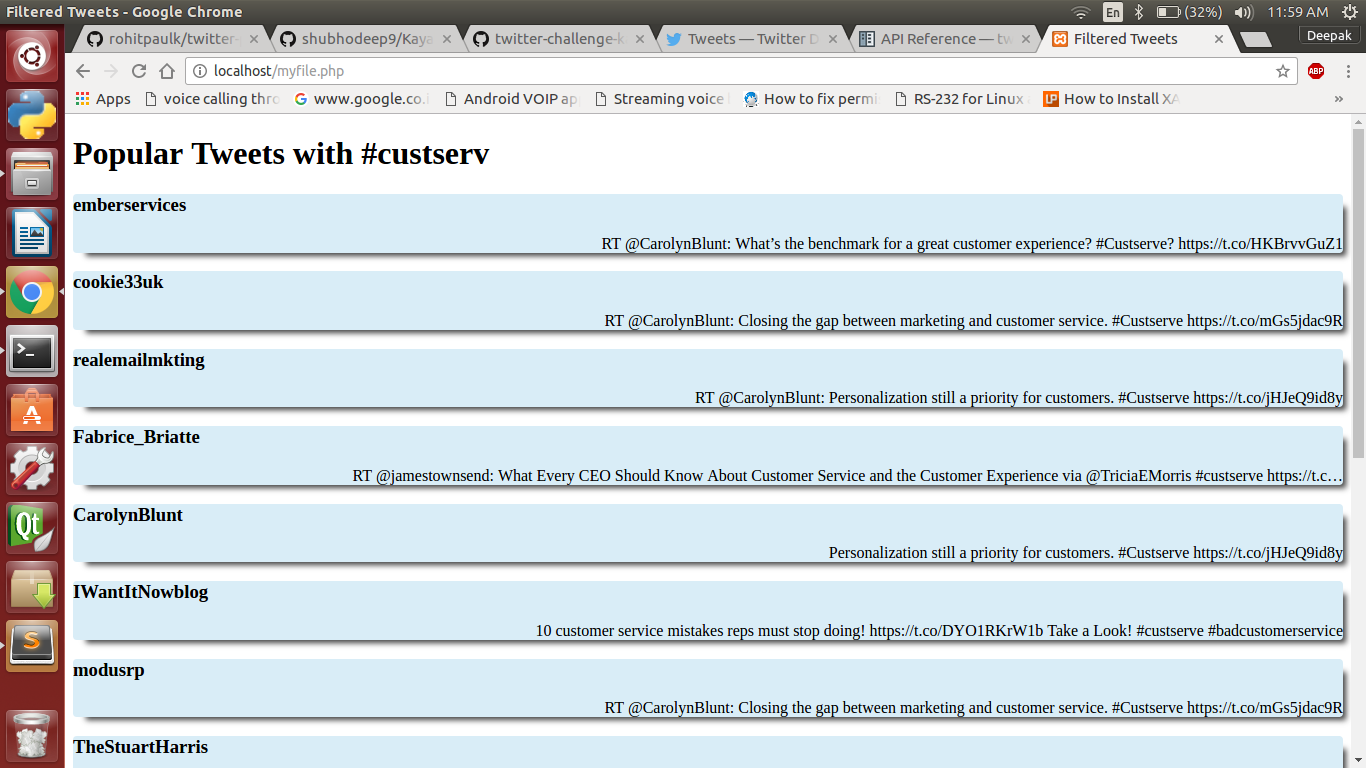 Filtered Tweets - Google Chrome
En
(32%)
11:59 AM
rohitpaulk/twitter-
shubhodeep9/Kaya
twitter-challenge-k
Tweets — Twitter D
API Reference — tw
Filtered Tweets
Deepak
localhost/myfile.php
ABP
Apps
voice calling thro
www.google.co.i
Android VOIP ap
Streaming voice
How to fix permi
RS-232 for Linux
LP
How to Install XA
»
Popular Tweets with #custserv
emberservices
RT @CarolynBlunt: What’s the benchmark for a great customer experience? #Custserve? https://t.co/HKBrvvGuZ1
cookie33uk
RT @CarolynBlunt: Closing the gap between marketing and customer service. #Custserve https://t.co/mGs5jdac9R
realemailmkting
RT @CarolynBlunt: Personalization still a priority for customers. #Custserve https://t.co/jHJeQ9id8y
Fabrice_Briatte
RT @jamestownsend: What Every CEO Should Know About Customer Service and the Customer Experience via @TriciaEMorris #custserve https://t.c…
CarolynBlunt
Personalization still a priority for customers. #Custserve https://t.co/jHJeQ9id8y
IWantItNowblog
10 customer service mistakes reps must stop doing! https://t.co/DYO1RKrW1b Take a Look! #custserve #badcustomerservice
modusrp
RT @CarolynBlunt: Closing the gap between marketing and customer service. #Custserve https://t.co/mGs5jdac9R
TheStuartHarris
Qt
S